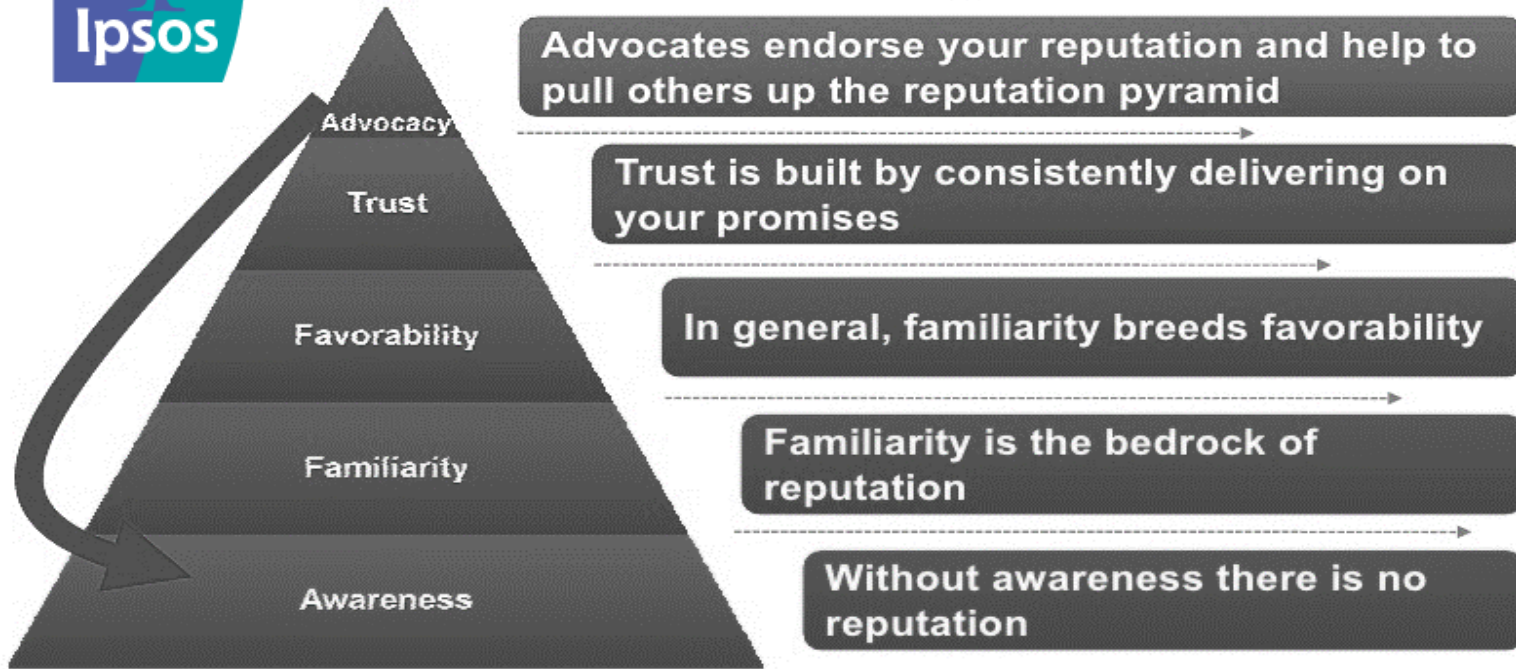 Ipsos
Advocates endorse your reputation and help to
pull others up the reputation pyramid
Advocacy
Trust is built by consistently delivering on
your promises
Trust
In general, familiarity breeds favorability
Favorability
Familiarity is the bedrock of
reputation
Familiarity
Without awareness there is no
reputation
Awareness